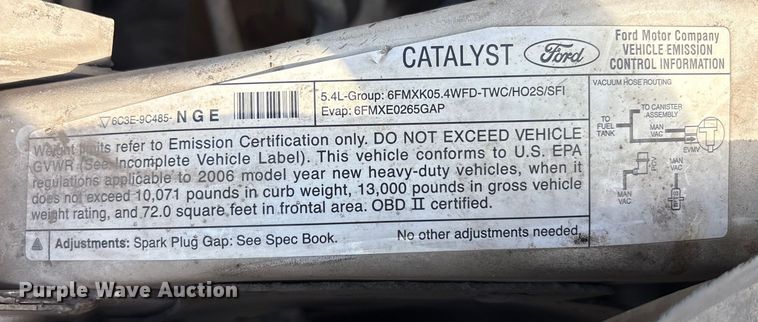 CATALYST
Ford
Ford Motor Company
VEHICLE EMISSION
CONTROL INFORMATION
6C3E-9C485- NGE
5.4L-Group: 6FMXK05.4WFD-TWC/HO2S/SFI
Evap: 6FMXE0265GAP
Weight limits refer to Emission Certification only. DO NOT EXCEED VEHICLE
GVWR (See Incomplete Vehicle Label). This vehicle conforms to U.S. EPA
regulations applicable to 2006 model year new heavy-duty vehicles, when it
does not exceed 10,071 pounds in curb weight, 13,000 pounds in gross vehicle
weight rating, and 72.0 square feet in frontal area. OBD II certified.
Adjustments: Spark Plug Gap: See Spec Book. No other adjustments needed.
VACUUM HOSE ROUTING
TO CANISTER
ASSEMBLY
TO
FUEL
TANK
MAN
VAC
EVMV
PCV
MAN
VAC
MAN
VAC
Purple Wave Auction